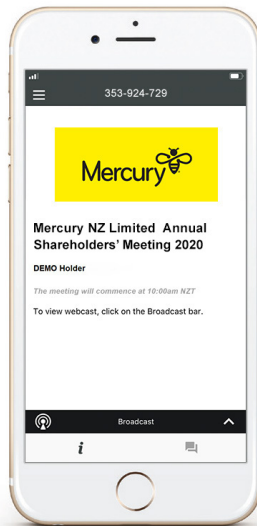 353-924-729
Mercury
Mercury NZ Limited Annual
Shareholders' Meeting 2020
DEMO Holder
The meeting will commence at 10:00am NZT
To view webcast, click on the Broadcast bar.
Broadcast
i